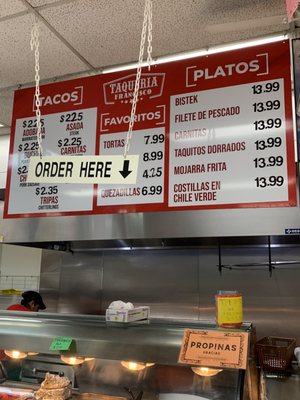 TAQUERIA
FRANCISCO
TACOS
$2.25
ADOBADA
$2.25
ASADA
STEAK
$2.25
CARNITAS
$2.35
TRIPAS
CHITTERLINGS
FAVORITOS
TORTAS 7.99
8.99
4.25
QUEZADILLAS 6.99
PLATOS
BISTEK 13.99
FILETE DE PESCADO 13.99
CARNITAS 13.99
TAQUITOS DORRADOS 13.99
MOJARRA FRITA 13.99
COSTILLAS EN
CHILE VERDE 13.99
ORDER HERE
PROPINAS
GRACIAS